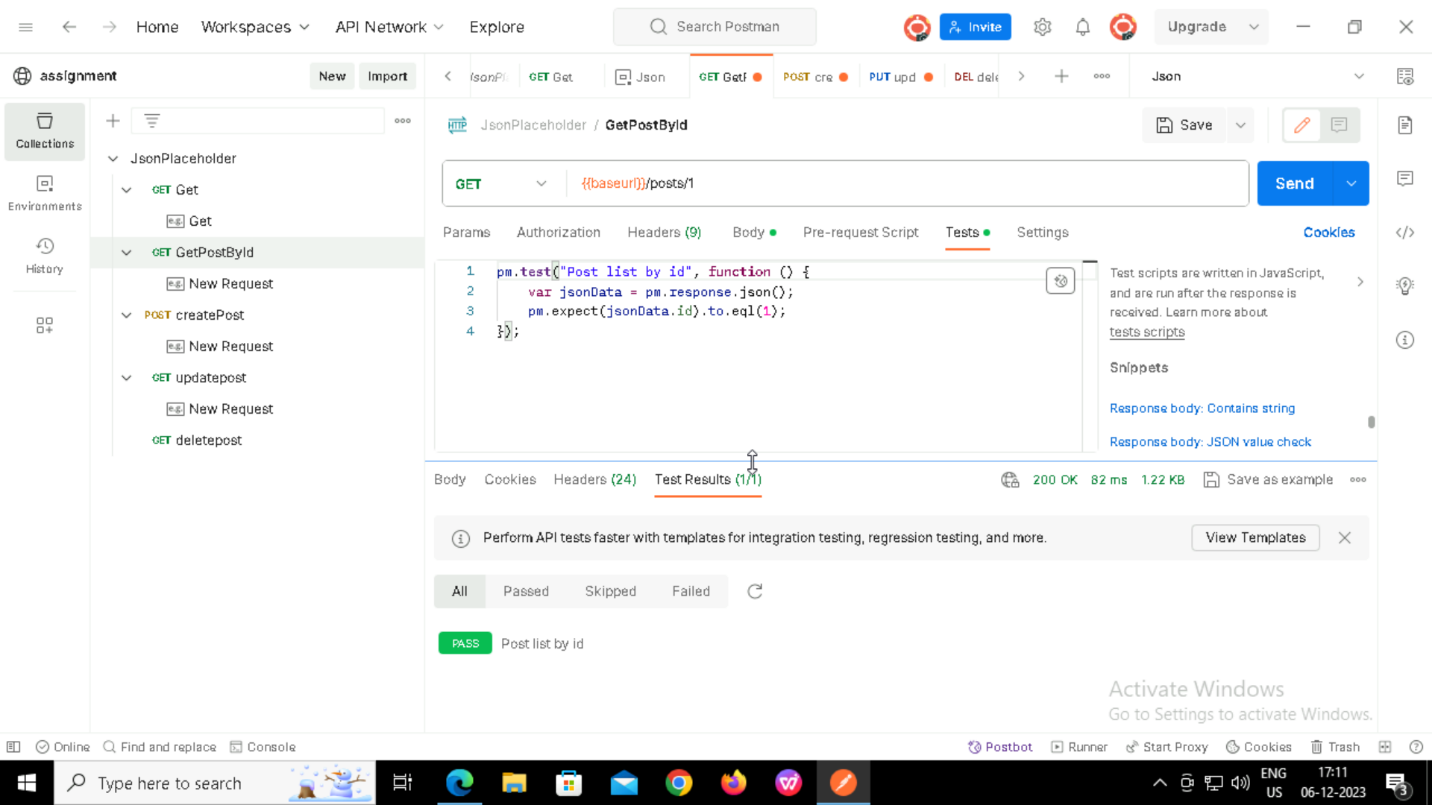 Home Workspaces API Network Explore Search Postman Invite Upgrade
assignment New Import GET Get Json GET GetF POST cre PUT upd DEL dele Json
Collections
Environments
History
JsonPlaceholder
GET Get
e.g. Get
GET GetPostById
e.g. New Request
POST createPost
e.g. New Request
GET updatepost
e.g. New Request
GET deletepost
HTTP JsonPlaceholder / GetPostById Save
GET {{baseurl}}/posts/1 Send
Params Authorization Headers (9) Body Pre-request Script Tests Settings Cookies
1 pm.test("Post list by id", function () {
2 var jsonData = pm.response.json();
3 pm.expect(jsonData.id).to.eql(1);
4 });
Test scripts are written in JavaScript,
and are run after the response is
received. Learn more about
tests scripts
Snippets
Response body: Contains string
Response body: JSON value check
Body Cookies Headers (24) Test Results (1/1) 200 OK 82 ms 1.22 KB Save as example
Perform API tests faster with templates for integration testing, regression testing, and more. View Templates
All Passed Skipped Failed
PASS Post list by id
Activate Windows
Go to Settings to activate Windows.
Online Find and replace Console Postbot Runner Start Proxy Cookies Trash
Type here to search
ENG
US
17:11
06-12-2023
3